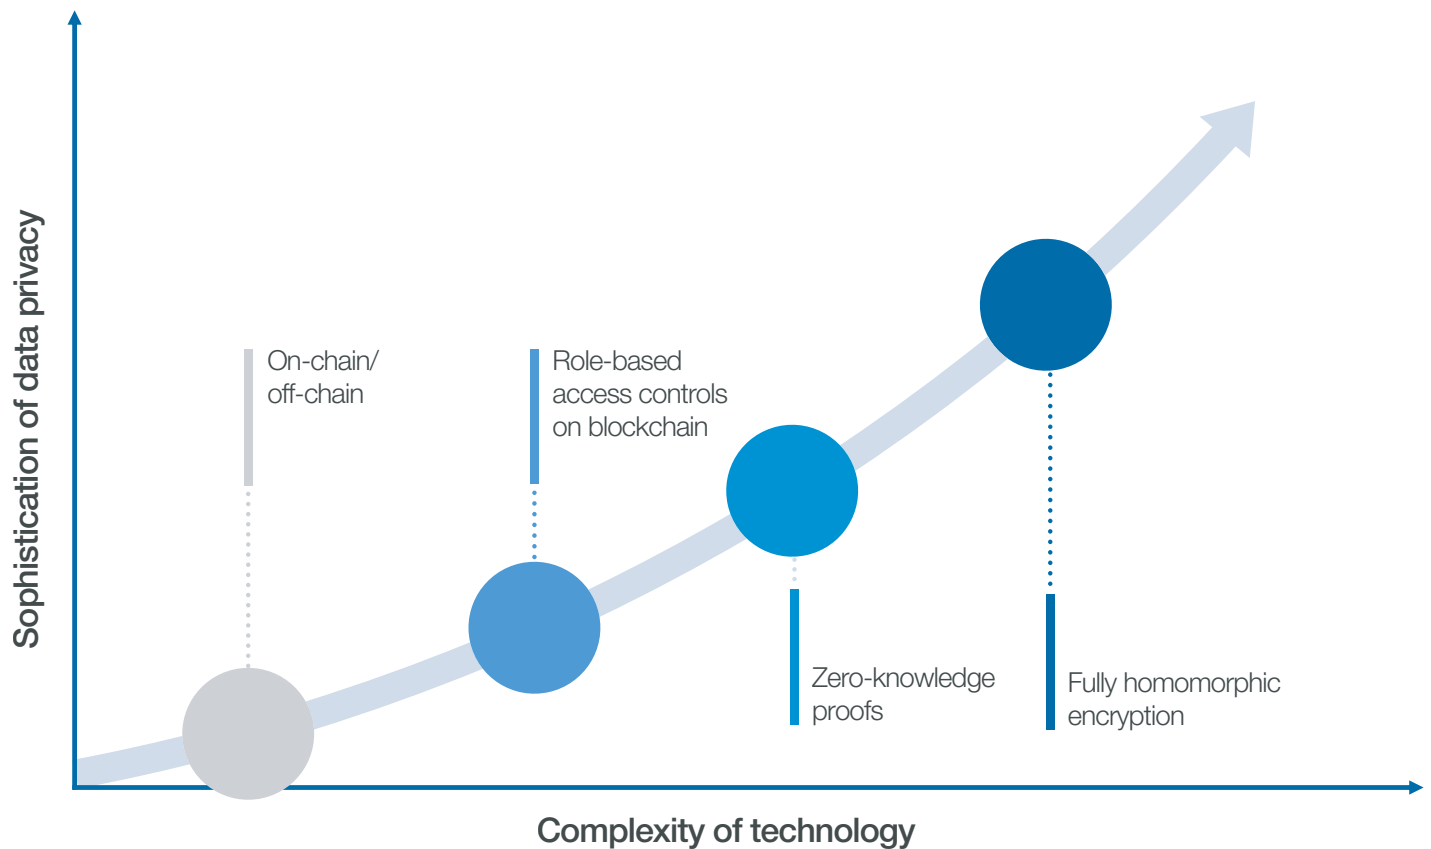 Sophistication of data privacy
On-chain/
off-chain
Role-based
access controls
on blockchain
Zero-knowledge
proofs
Fully homomorphic
encryption
Complexity of technology